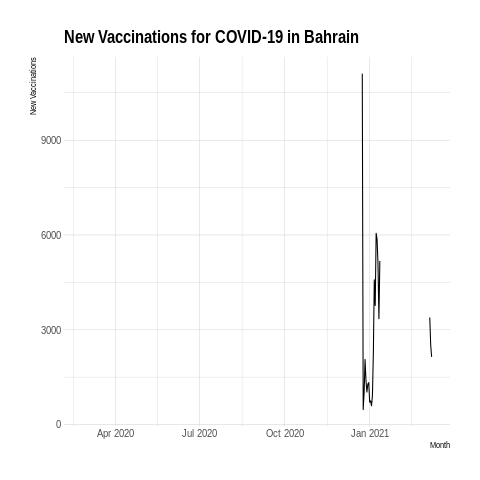 New Vaccinations for COVID-19 in Bahrain
New Vaccinations
9000
6000
3000
0
Apr 2020
Jul 2020
Oct 2020
Jan 2021
Month